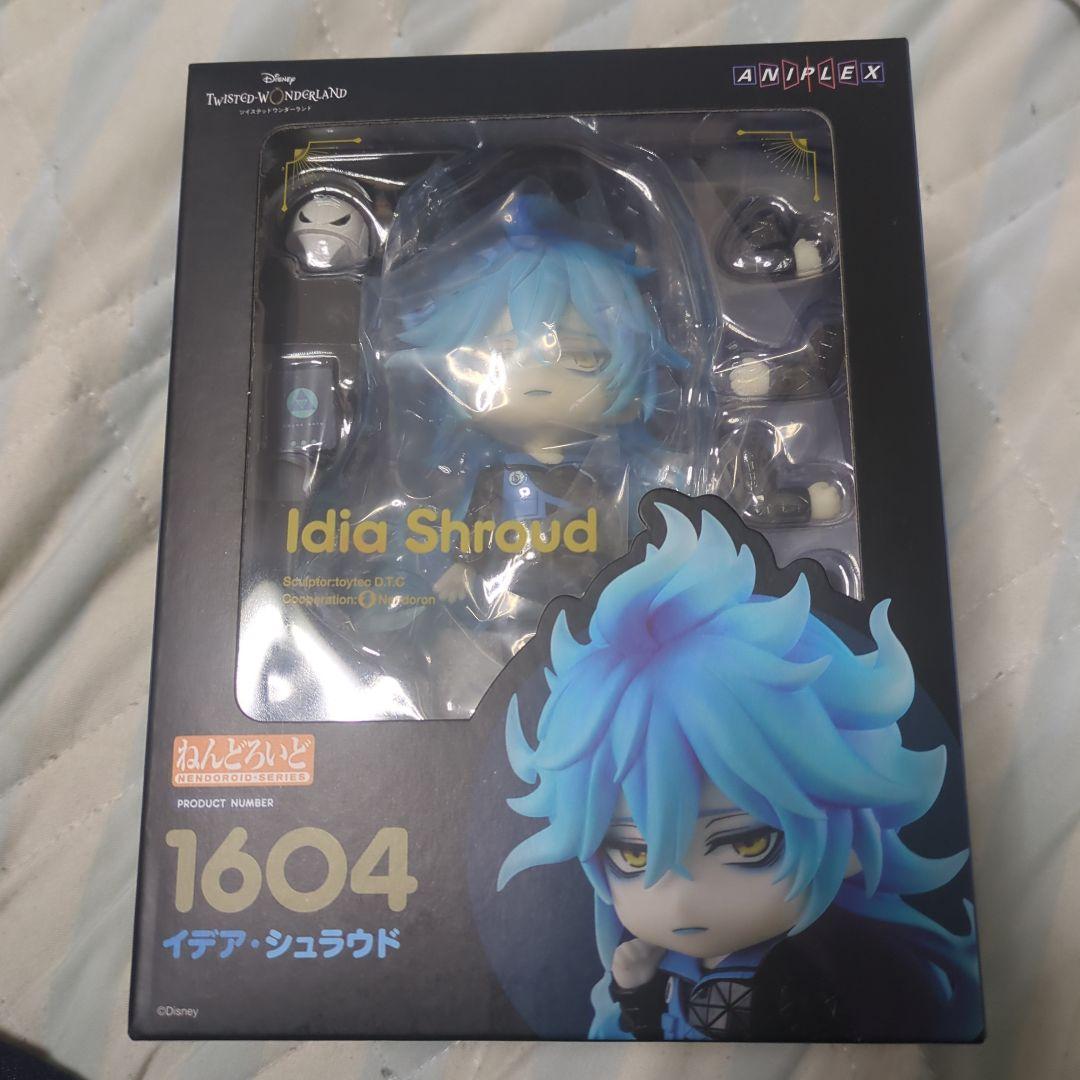 Disney
TWISTED-WONDERLAND
ツイステッドワンダーランド
ANIPLEX
Idia Shroud
Sculptor:toytec D.T.C
Cooperation: Nendoron
ねんどろいど
NENDOROID-SERIES
PRODUCT NUMBER
1604
イデア・シュラウド
©Disney